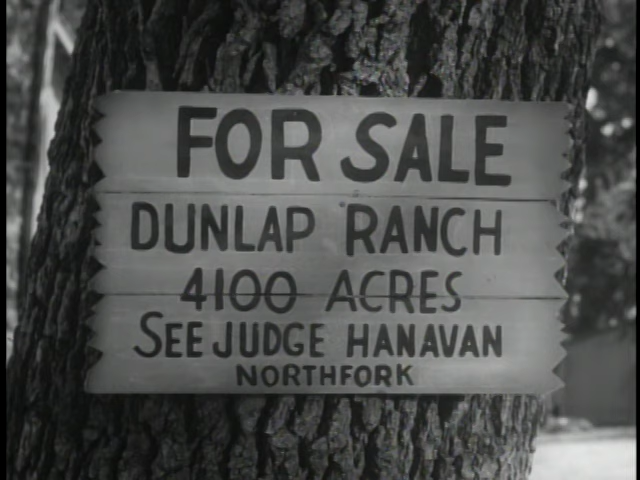 FOR SALE
DUNLAP RANCH
4100 ACRES
SEE JUDGE HANAVAN
NORTHFORK